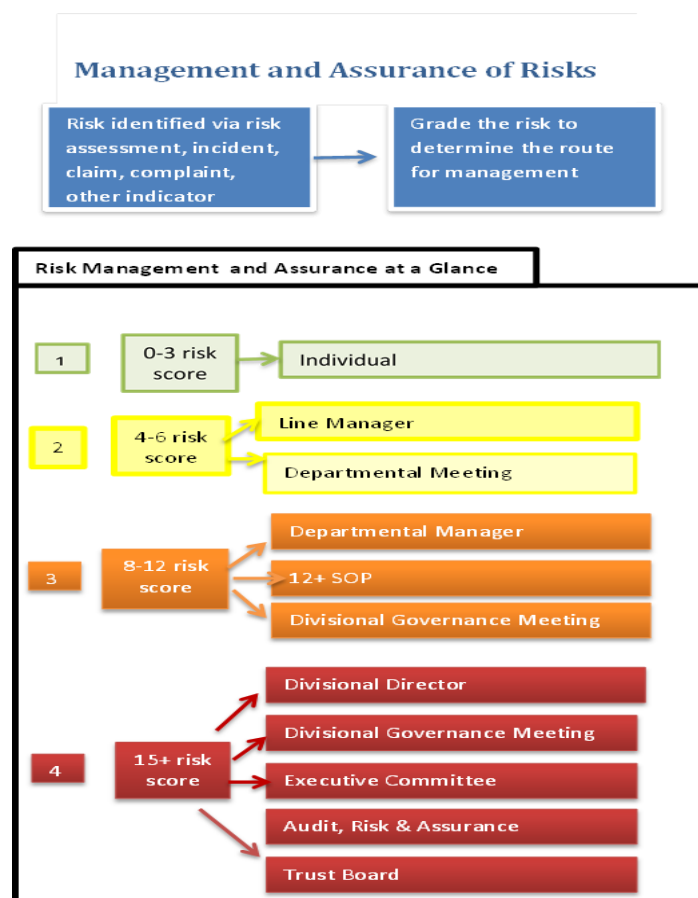 Management and Assurance of Risks
Risk identified via risk
assessment, incident,
claim, complaint,
other indicator
Grade the risk to
determine the route
for management
Risk Management and Assurance at a Glance
1
0-3 risk
score
Individual
2
4-6 risk
score
Line Manager
Departmental Meeting
3
8-12 risk
score
Departmental Manager
12+ SOP
Divisional Governance Meeting
4
15+ risk
score
Divisional Director
Divisional Governance Meeting
Executive Committee
Audit, Risk & Assurance
Trust Board